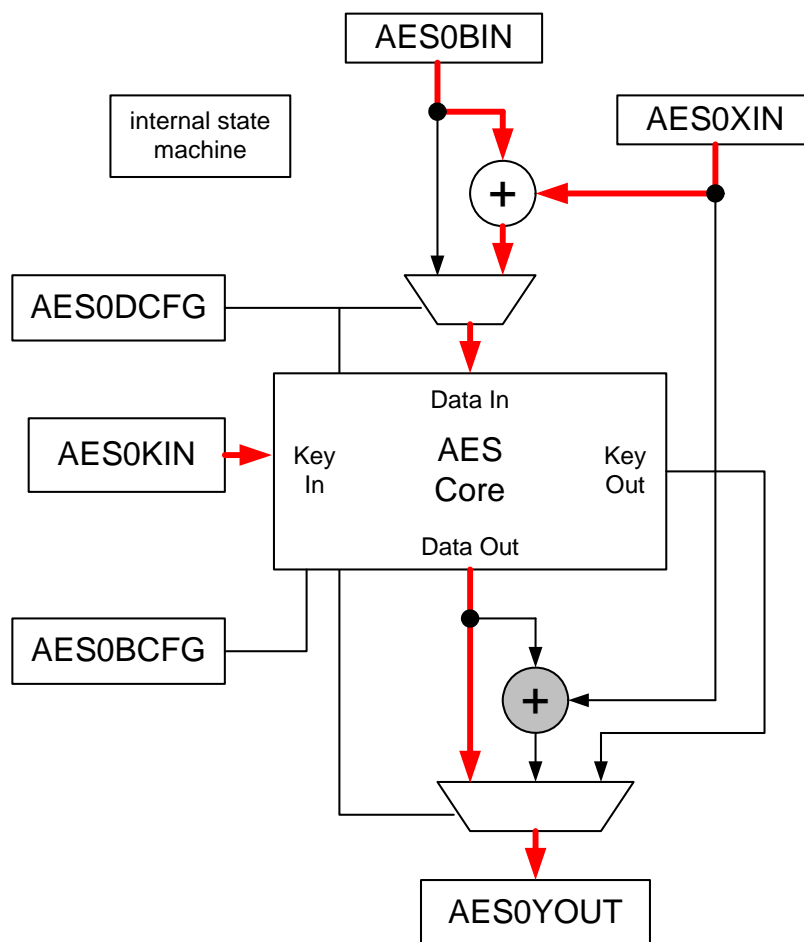 AES0BIN
internal state
machine
AES0XIN
+
AES0DCFG
Data In
AES0KIN
Key
In
AES
Core
Key
Out
Data Out
AES0BCFG
+
AES0YOUT